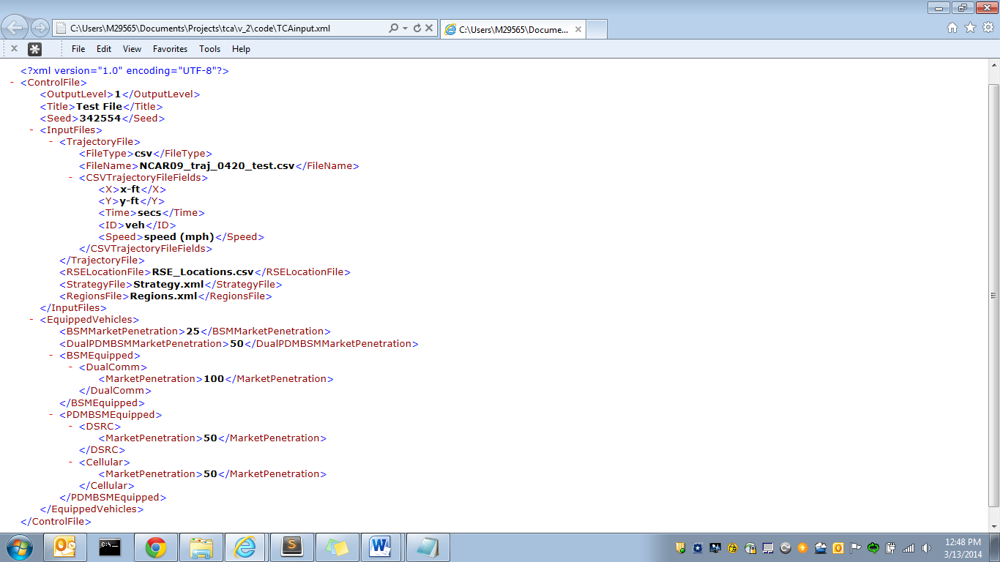 C:\Users\M29565\Documents\Projects\tca\v_2\code\TCAinput.xml
C:\Users\M29565\Docume...
File Edit View Favorites Tools Help
<?xml version="1.0" encoding="UTF-8"?>
- <ControlFile>
<OutputLevel>1</OutputLevel>
<Title>Test File</Title>
<Seed>342554</Seed>
- <InputFiles>
- <TrajectoryFile>
<FileType>csv</FileType>
<FileName>NCAR09_traj_0420_test.csv</FileName>
- <CSVTrajectoryFileFields>
<X>x-ft</X>
<Y>y-ft</Y>
<Time>secs</Time>
<ID>veh</ID>
<Speed>speed (mph)</Speed>
</CSVTrajectoryFileFields>
</TrajectoryFile>
<RSELocationFile>RSE_Locations.csv</RSELocationFile>
<StrategyFile>Strategy.xml</StrategyFile>
<RegionsFile>Regions.xml</RegionsFile>
</InputFiles>
- <EquippedVehicles>
<BSMMarketPenetration>25</BSMMarketPenetration>
<DualPDMBSMMarketPenetration>50</DualPDMBSMMarketPenetration>
- <BSMEquipped>
- <DualComm>
<MarketPenetration>100</MarketPenetration>
</DualComm>
</BSMEquipped>
- <PDMBSMEquipped>
- <DSRC>
<MarketPenetration>50</MarketPenetration>
</DSRC>
- <Cellular>
<MarketPenetration>50</MarketPenetration>
</Cellular>
</PDMBSMEquipped>
</EquippedVehicles>
</ControlFile>
12:48 PM
3/13/2014